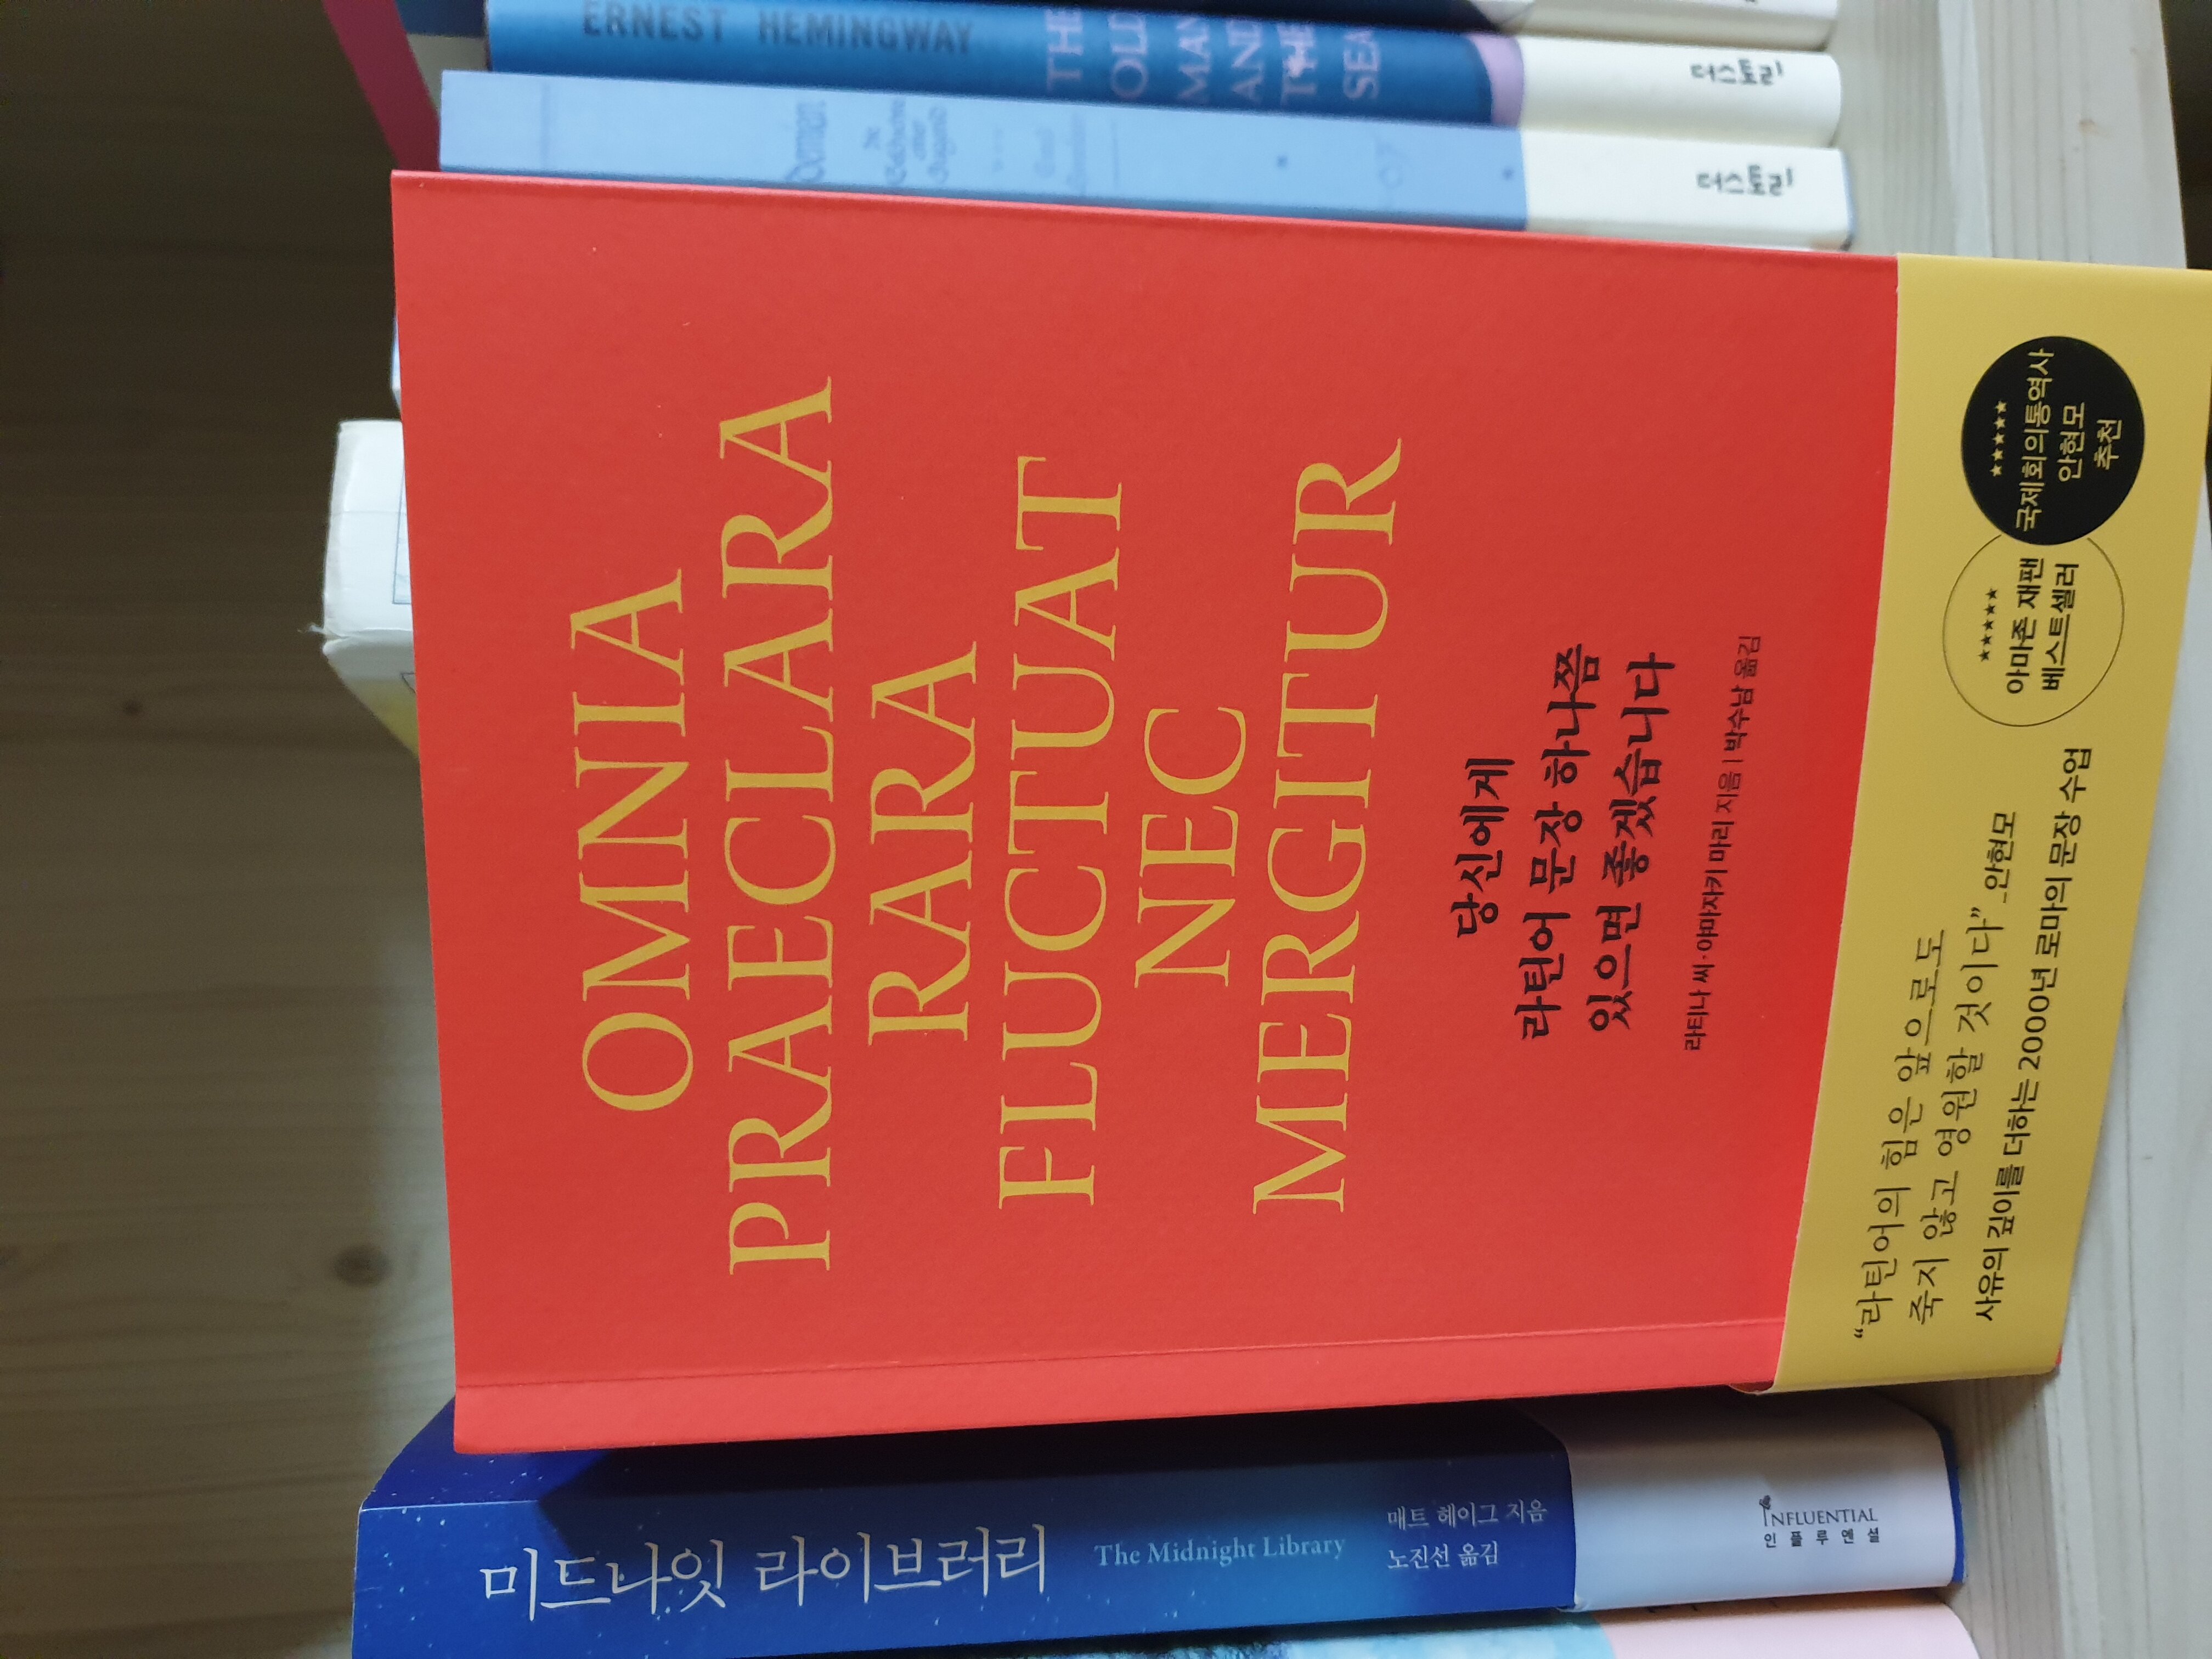 OMNIA
PRAECLARA
RARA
FLUCTUAT
NEC
MERGITUR
당신에게
라틴어 문장 하나쯤
있으면 좋겠습니다
라티나 씨·야마자키 마리 지음 | 박수남 옮김
“라틴어의 힘은 앞으로도
죽지 않고 영원할 것이다” _안현모
사유의 깊이를 더하는 2000년 로마의 문장 수업
★★★★★
아마존 재팬
베스트셀러
★★★★★
국제회의통역사
안현모
추천
미드나잇 라이브러리
The Midnight Library
매트 헤이그 지음
노진선 옮김
INFLUENTIAL
인플루엔셜
ERNEST HEMINGWAY
THE
OLD
MAN
AND
THE
SEA
더스토리
Demian
더스토리